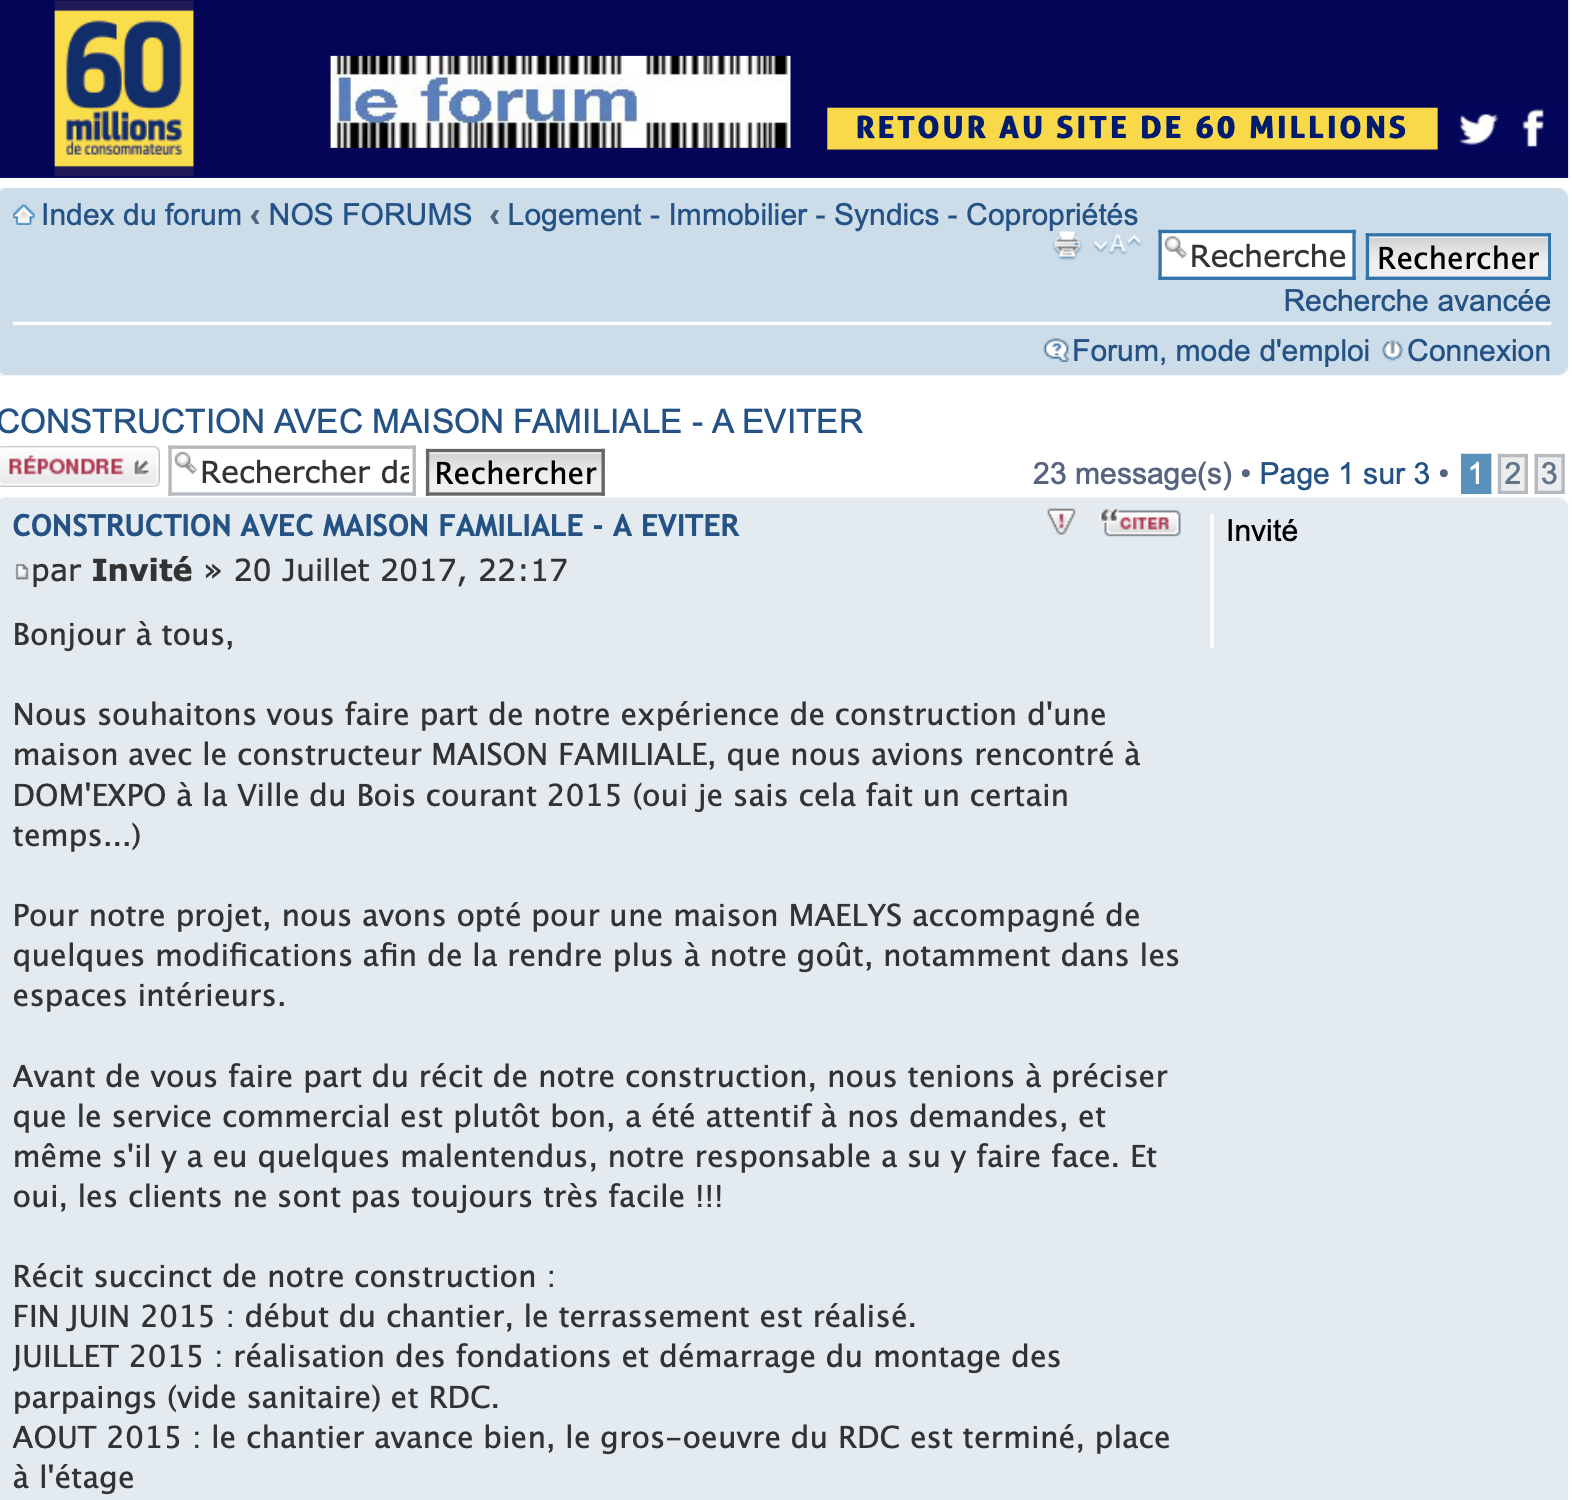 60
millions
de consommateurs
le forum
RETOUR AU SITE DE 60 MILLIONS
Index du forum ‹ NOS FORUMS ‹ Logement - Immobilier - Syndics - Copropriétés
A
Recherche
Rechercher
Recherche avancée
Forum, mode d'emploi
Connexion
CONSTRUCTION AVEC MAISON FAMILIALE - A EVITER
RÉPONDRE
Rechercher da
Rechercher
23 message(s) • Page 1 sur 3 • 1 2 3
CONSTRUCTION AVEC MAISON FAMILIALE - A EVITER
CITER
Invité
par Invité » 20 Juillet 2017, 22:17
Bonjour à tous,
Nous souhaitons vous faire part de notre expérience de construction d'une
maison avec le constructeur MAISON FAMILIALE, que nous avions rencontré à
DOM'EXPO à la Ville du Bois courant 2015 (oui je sais cela fait un certain
temps...)
Pour notre projet, nous avons opté pour une maison MAELYS accompagné de
quelques modifications afin de la rendre plus à notre goût, notamment dans les
espaces intérieurs.
Avant de vous faire part du récit de notre construction, nous tenions à préciser
que le service commercial est plutôt bon, a été attentif à nos demandes, et
même s'il y a eu quelques malentendus, notre responsable a su y faire face. Et
oui, les clients ne sont pas toujours très facile !!!
Récit succinct de notre construction :
FIN JUIN 2015 : début du chantier, le terrassement est réalisé.
JUILLET 2015 : réalisation des fondations et démarrage du montage des
parpaings (vide sanitaire) et RDC.
AOUT 2015 : le chantier avance bien, le gros-oeuvre du RDC est terminé, place
à l'étage